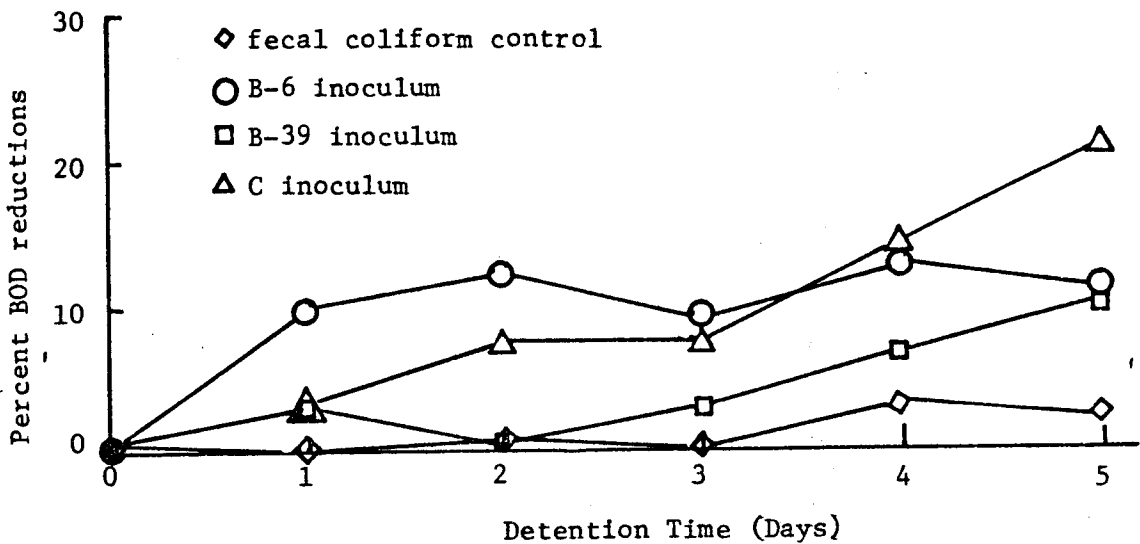 30
fecal coliform control
B-6 inoculum
B-39 inoculum
C inoculum
20
10
0
Percent BOD reductions
0 1 2 3 4 5
Detention Time (Days)